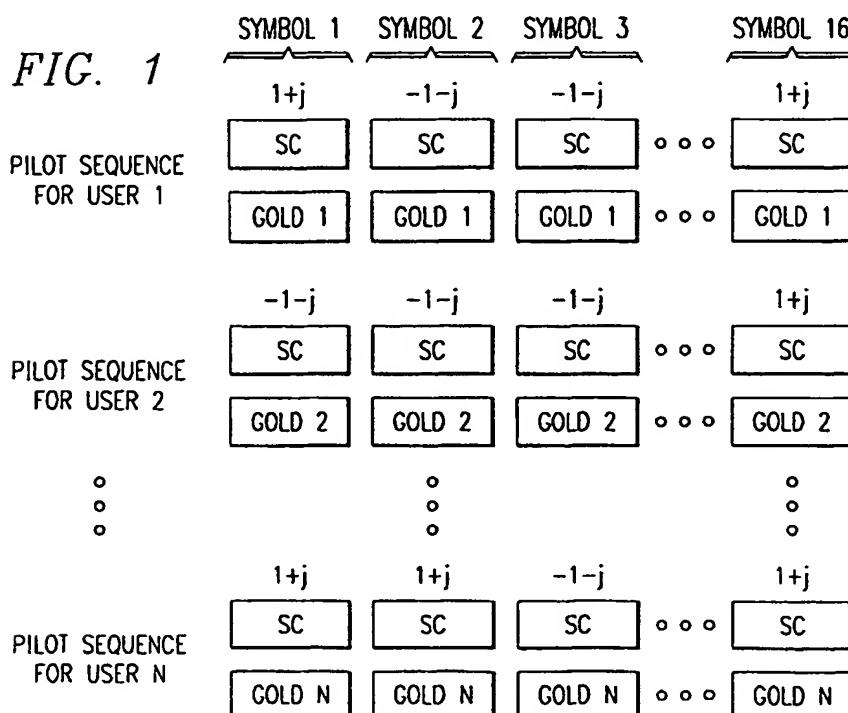 FIG. 1
SYMBOL 1 SYMBOL 2 SYMBOL 3 SYMBOL 16
1+j -1-j -1-j 1+j
PILOT SEQUENCE FOR USER 1
SC SC SC SC
GOLD 1 GOLD 1 GOLD 1 GOLD 1
-1-j -1-j -1-j 1+j
PILOT SEQUENCE FOR USER 2
SC SC SC SC
GOLD 2 GOLD 2 GOLD 2 GOLD 2
1+j 1+j -1-j 1+j
PILOT SEQUENCE FOR USER N
SC SC SC SC
GOLD N GOLD N GOLD N GOLD N